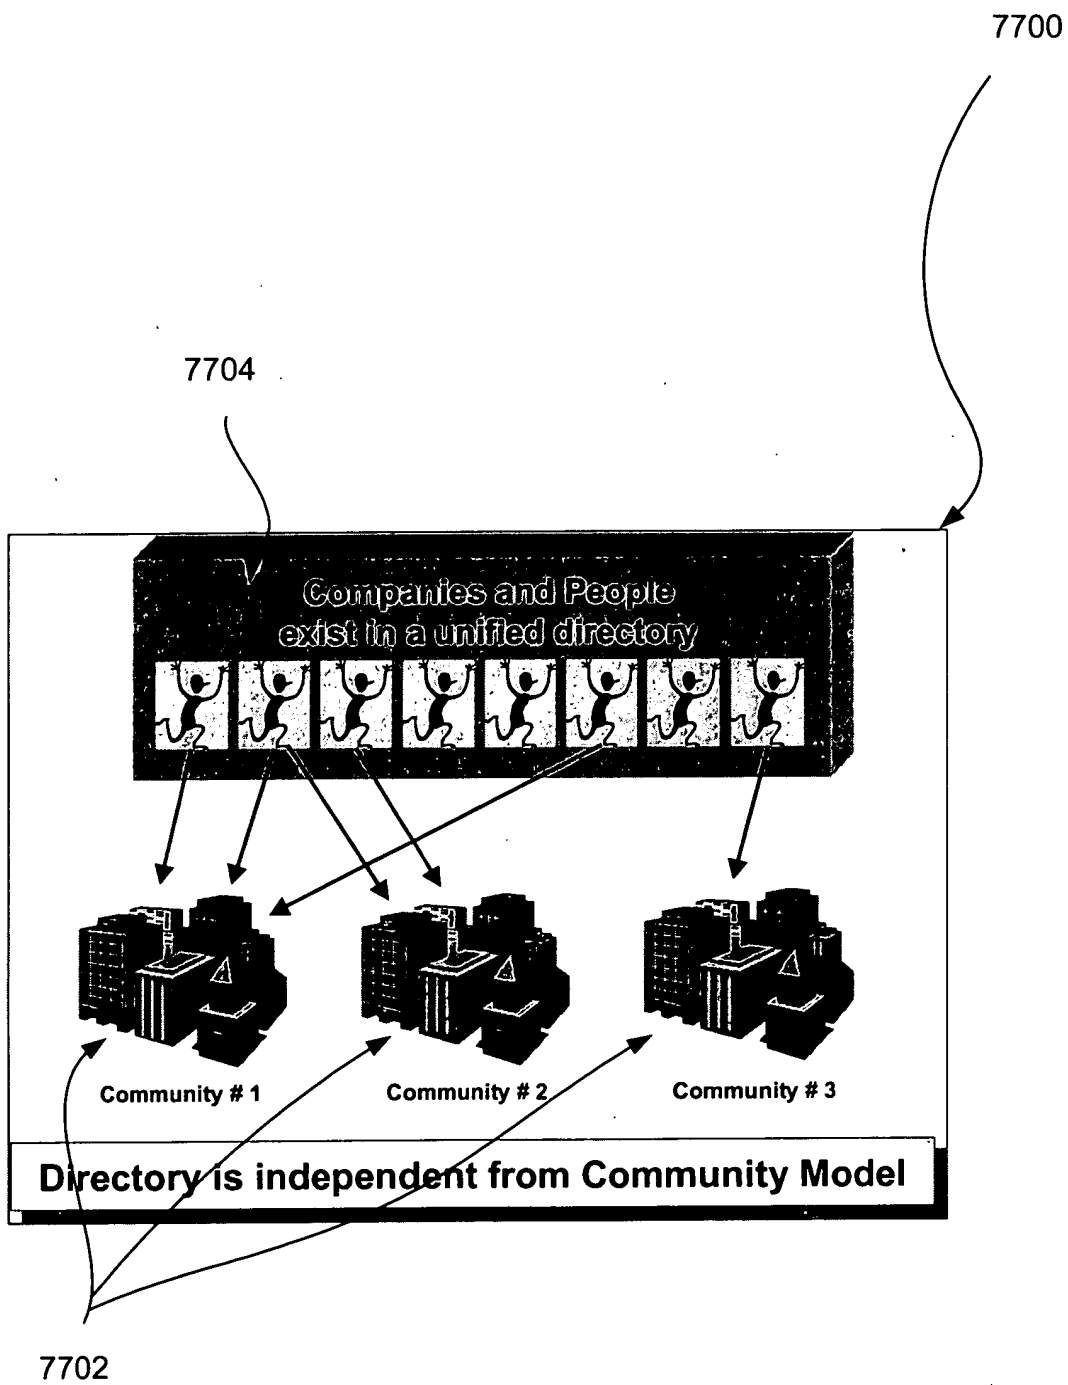 7700
7704
Companies and People
exist in a unified directory
Community # 1
Community # 2
Community # 3
Directory is independent from Community Model
7702